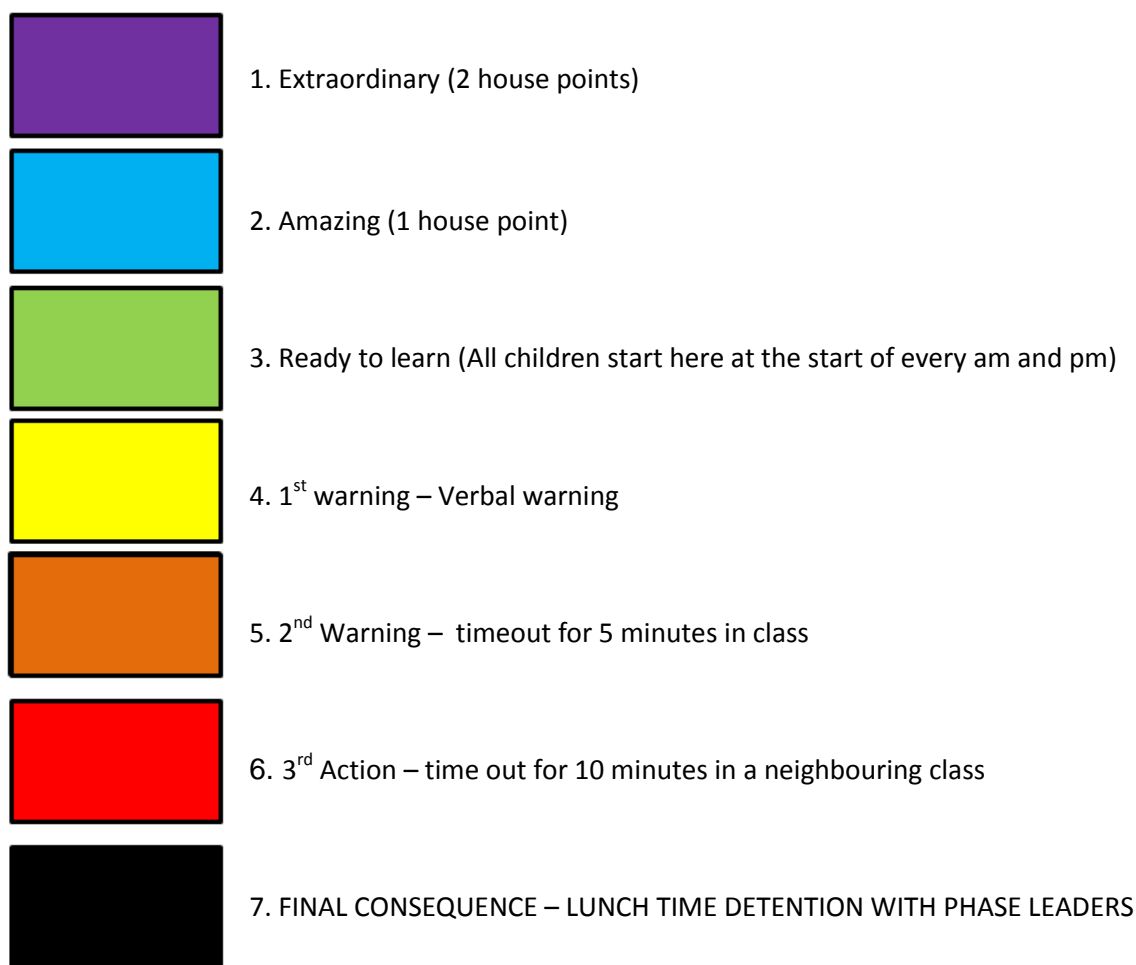 1. Extraordinary (2 house points)
2. Amazing (1 house point)
3. Ready to learn (All children start here at the start of every am and pm)
4. 1st warning – Verbal warning
5. 2nd Warning – timeout for 5 minutes in class
6. 3rd Action – time out for 10 minutes in a neighbouring class
7. FINAL CONSEQUENCE – LUNCH TIME DETENTION WITH PHASE LEADERS